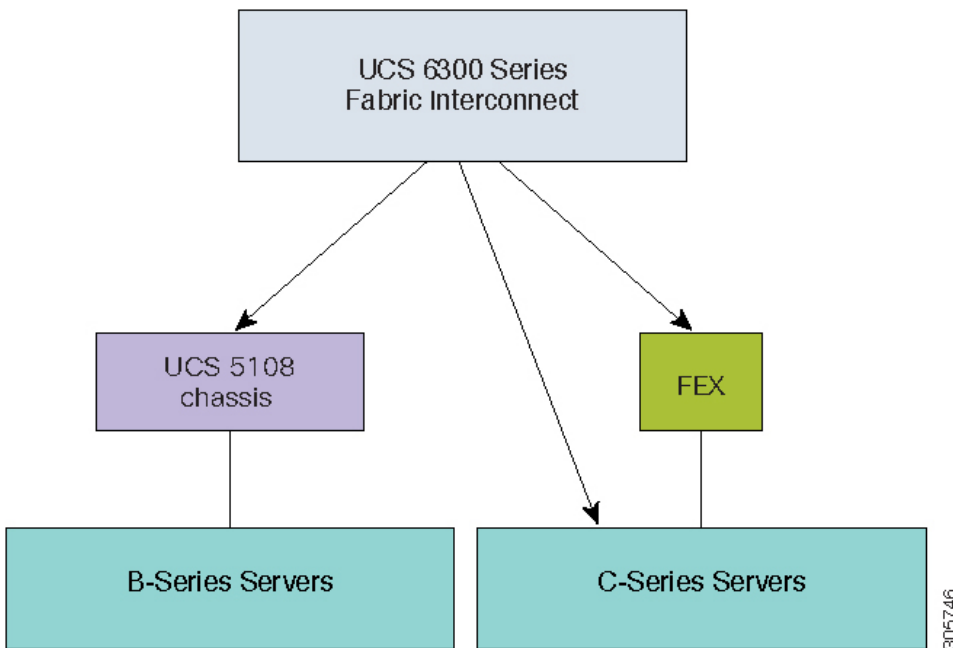 UCS 6300 Series
Fabric Interconnect
UCS 5108
chassis
FEX
B-Series Servers
C-Series Servers
305746